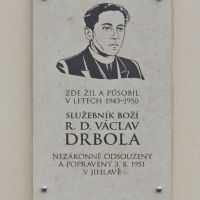 ZDE ŽIL A PŮSOBIL
V LETECH 1943-1950
SLUŽEBNÍK BOŽÍ
R. D. VÁCLAV
DRBOLA
NEZÁKONNĚ ODSOUZENÝ
A POPRAVENÝ 3. 8. 1951
V JIHLAVĚ